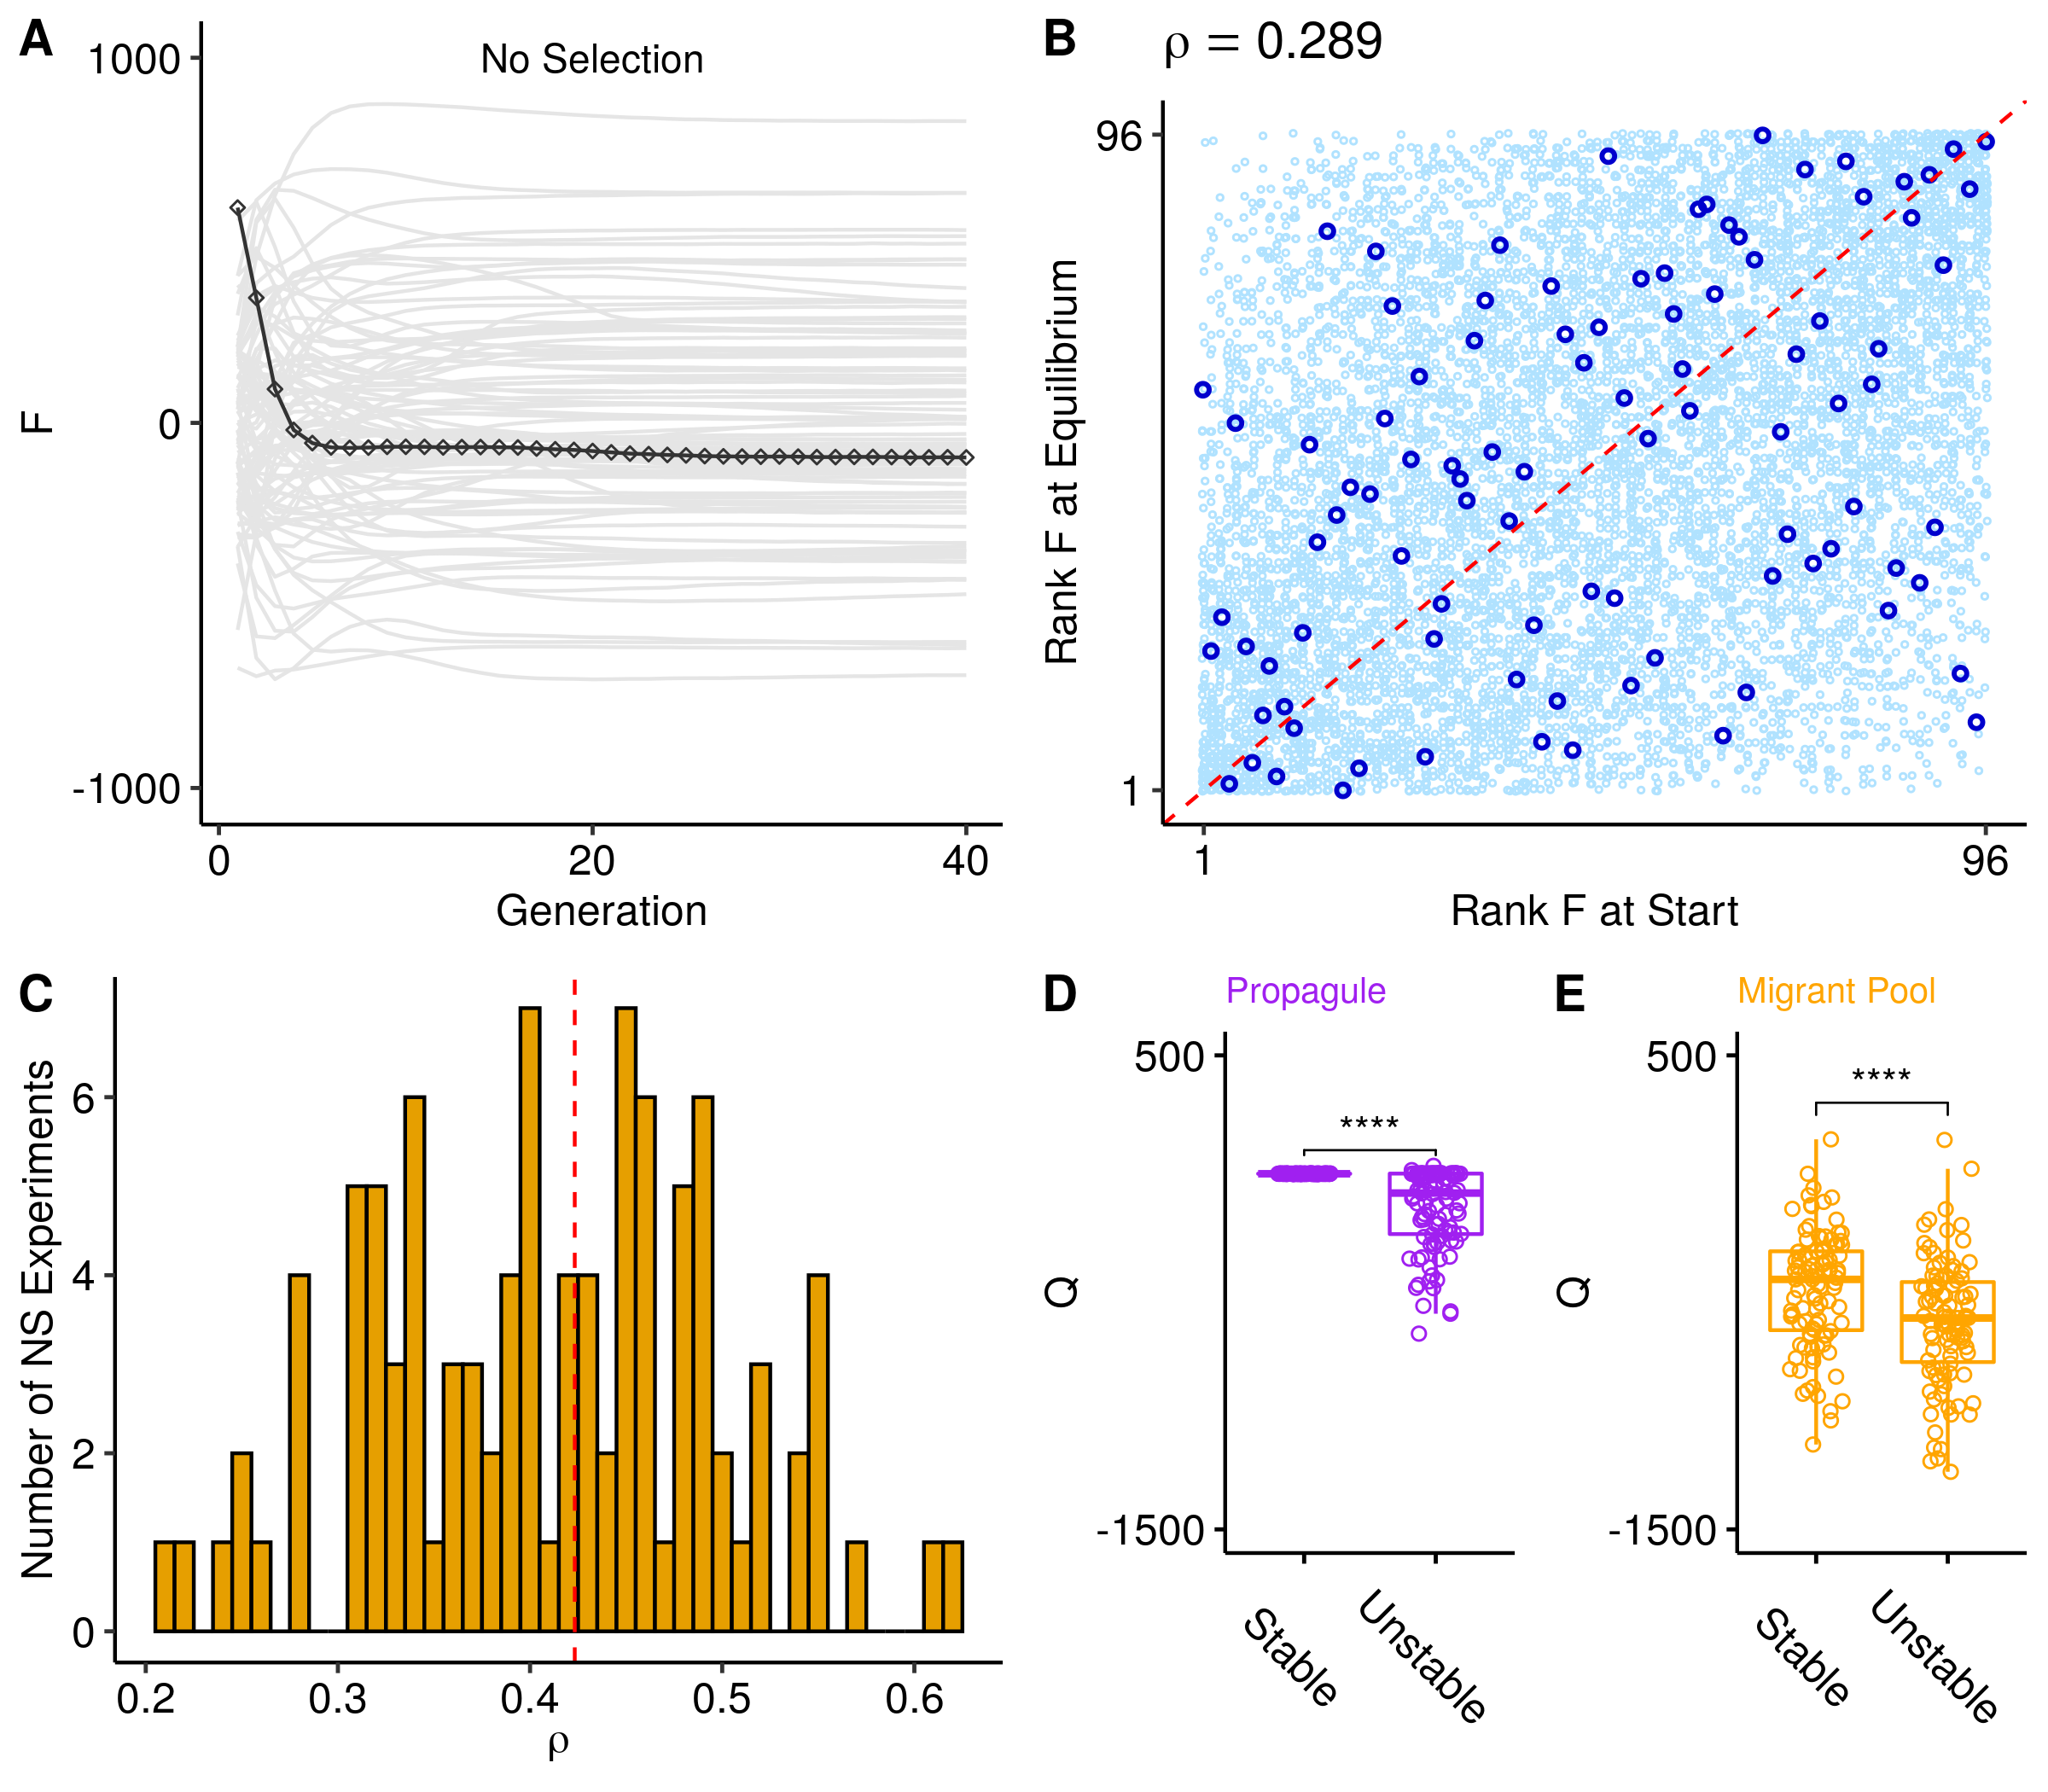 A
No Selection
1000
0
-1000
F
0
20
40
Generation
B
ρ = 0.289
96
1
Rank F at Equilibrium
1
96
Rank F at Start
C
6
4
2
0
Number of NS Experiments
0.2
0.3
0.4
0.5
0.6
ρ
D
Propagule
500
-1500
Q
****
Stable
Unstable
E
Migrant Pool
500
-1500
Q
****
Stable
Unstable